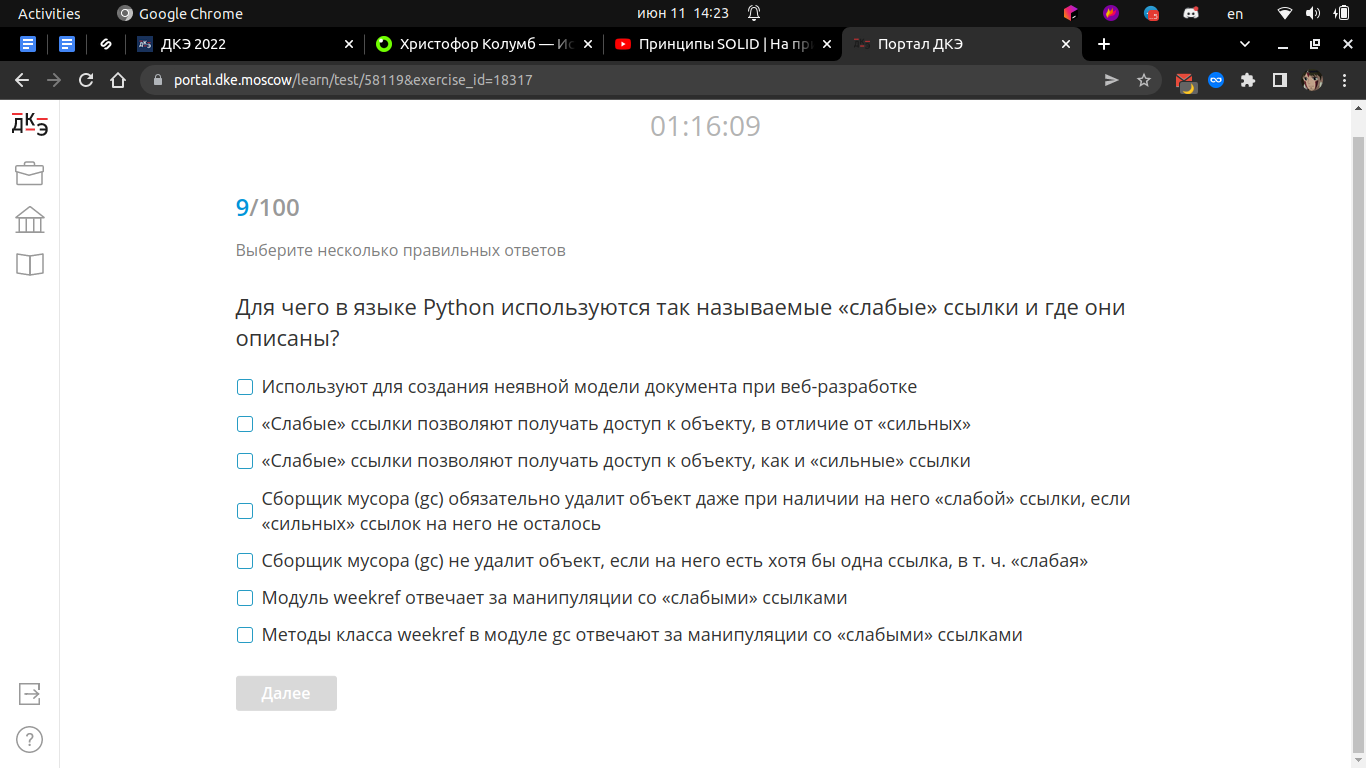 Activities
Google Chrome
июн 11 14:23
en
ДКЭ 2022
Христофор Колумб — Ис
Принципы SOLID | На пр
Портал ДКЭ
portal.dke.moscow/learn/test/58119&exercise_id=18317
ДКЭ
01:16:09
9/100
Выберите несколько правильных ответов
Для чего в языке Python используются так называемые «слабые» ссылки и где они
описаны?
Используют для создания неявной модели документа при веб-разработке
«Слабые» ссылки позволяют получать доступ к объекту, в отличие от «сильных»
«Слабые» ссылки позволяют получать доступ к объекту, как и «сильные» ссылки
Сборщик мусора (gc) обязательно удалит объект даже при наличии на него «слабой» ссылки, если
«сильных» ссылок на него не осталось
Сборщик мусора (gc) не удалит объект, если на него есть хотя бы одна ссылка, в т. ч. «слабая»
Модуль weekref отвечает за манипуляции со «слабыми» ссылками
Методы класса weekref в модуле gc отвечают за манипуляции со «слабыми» ссылками
Далее